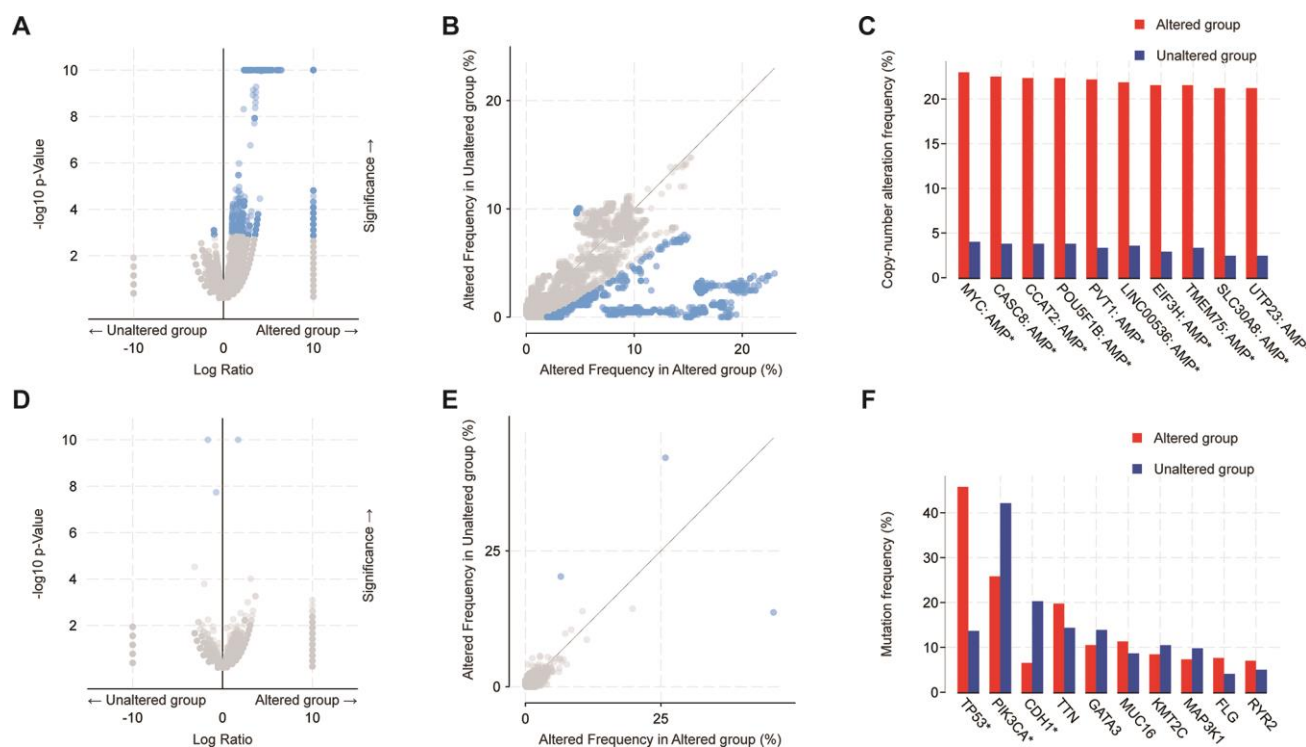 A
10
8
6
4
2
-log10 p-Value
Significance →
← Unaltered group
Altered group →
-10
0
10
Log Ratio
B
20
10
0
Altered Frequency in Unaltered group (%)
0
10
20
Altered Frequency in Altered group (%)
C
Altered group
Unaltered group
20
15
10
5
0
Copy-number alteration frequency (%)
MYC: AMP*
CASC8: AMP*
CCAT2: AMP*
POU5F1B: AMP*
PVT1: AMP*
LINC00536: AMP*
EIF3H: AMP*
TMEM75: AMP*
SLC30A8: AMP*
UTP23: AMP
D
10
8
6
4
2
-log10 p-Value
Significance →
← Unaltered group
Altered group →
-10
0
10
Log Ratio
E
25
0
Altered Frequency in Unaltered group (%)
0
25
Altered Frequency in Altered group (%)
F
Altered group
Unaltered group
40
30
20
10
0
Mutation frequency (%)
TP53*
PIK3CA*
CDH1*
TTN
GATA3
MUC16
KMT2C
MAP3K1
FLG
RYR2